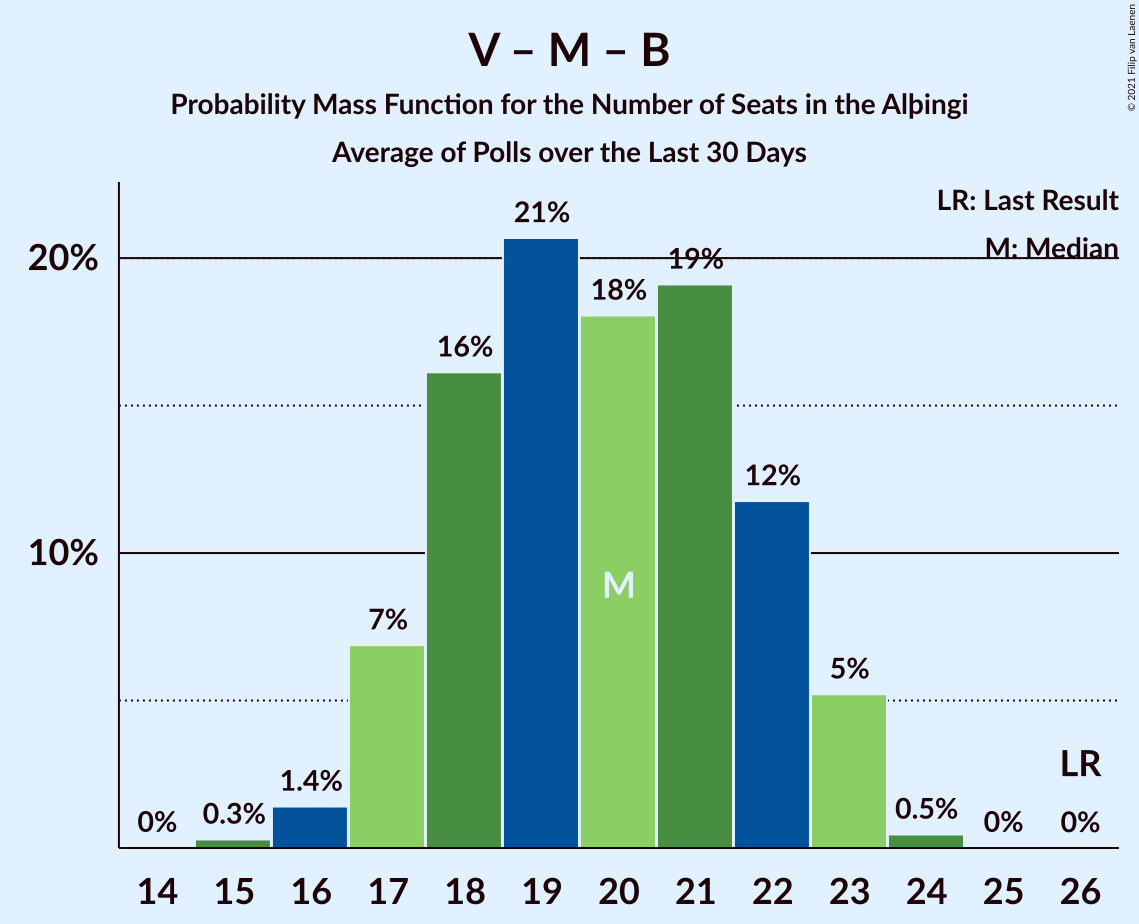 V – M – B
Probability Mass Function for the Number of Seats in the Alþingi
Average of Polls over the Last 30 Days
© 2021 Filip van Laenen
LR: Last Result
M: Median
20%
10%
0%
0.3%
1.4%
7%
16%
21%
18%
19%
12%
5%
0.5%
0%
0%
M
LR
14 15 16 17 18 19 20 21 22 23 24 25 26